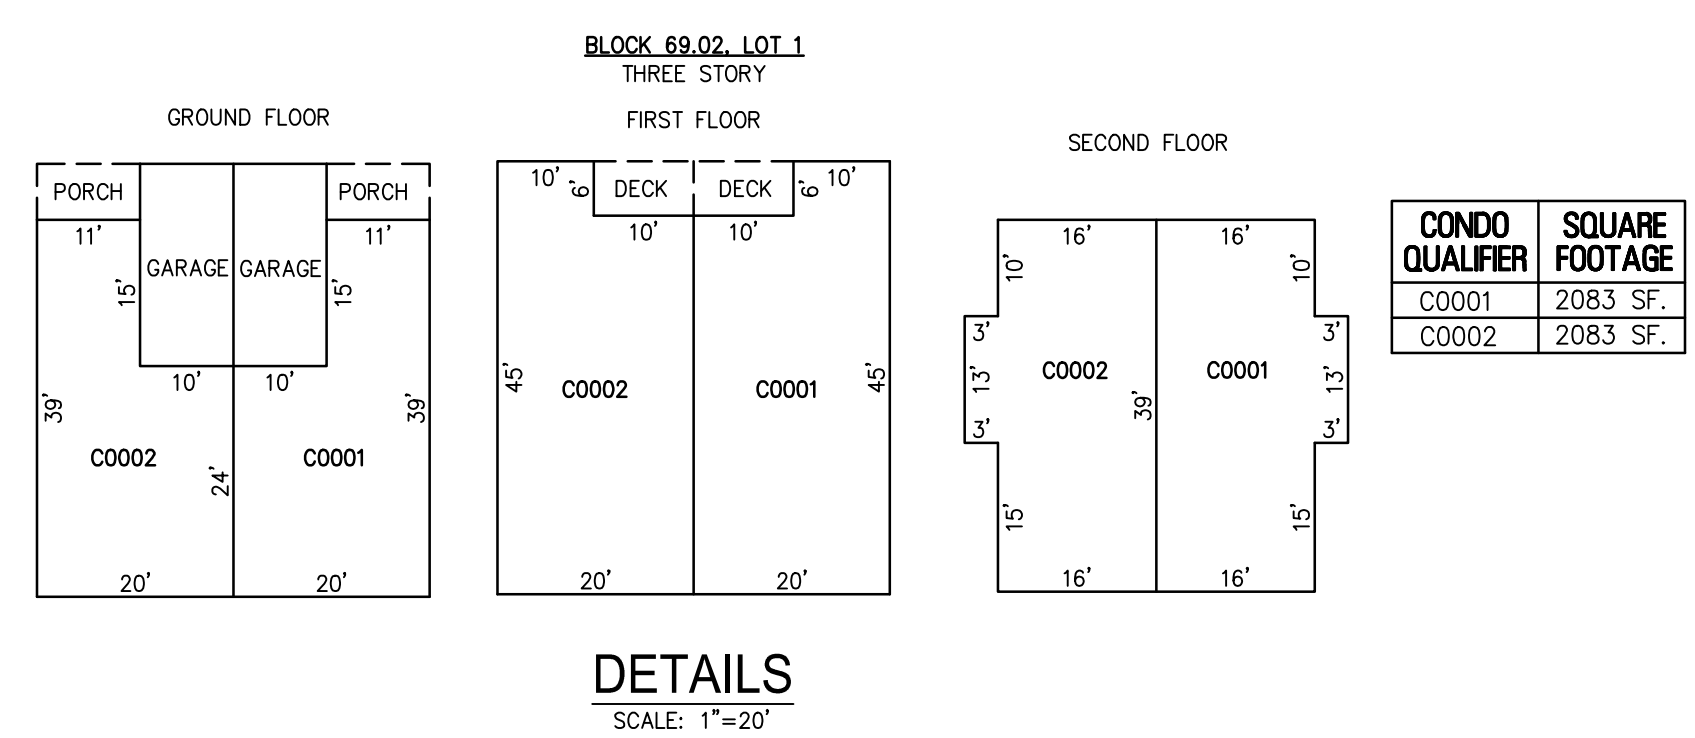 BLOCK 69.02, LOT 1
THREE STORY
GROUND FLOOR
PORCH
PORCH
11'
11'
GARAGE
GARAGE
15'
15'
10'
10'
39'
39'
C0002
C0001
24'
20'
20'
FIRST FLOOR
10'
6'
DECK
DECK
6'
10'
10'
10'
45'
45'
C0002
C0001
20'
20'
SECOND FLOOR
16'
16'
10'
10'
3'
3'
13'
13'
C0002
C0001
39'
3'
3'
15'
15'
16'
16'
CONDO QUALIFIER
SQUARE FOOTAGE
C0001 2083 SF.
C0002 2083 SF.
DETAILS
SCALE: 1"=20'